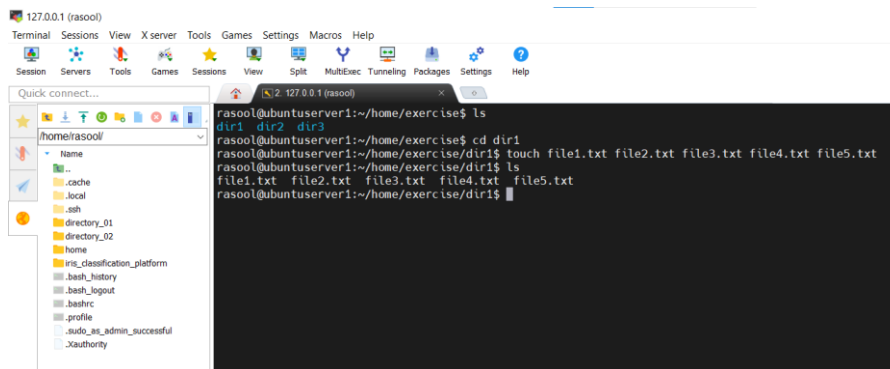 127.0.0.1 (rasool)
Terminal Sessions View X server Tools Games Settings Macros Help
Session Servers Tools Games Sessions View Split MultiExec Tunneling Packages Settings Help
Quick connect...
2. 127.0.0.1 (rasool)
/home/rasool/
Name
..
.cache
.local
.ssh
directory_01
directory_02
home
iris_classification_platform
.bash_history
.bash_logout
.bashrc
.profile
.sudo_as_admin_successful
.Xauthority
rasool@ubuntuserver1:~/home/exercise$ ls
dir1 dir2 dir3
rasool@ubuntuserver1:~/home/exercise$ cd dir1
rasool@ubuntuserver1:~/home/exercise/dir1$ touch file1.txt file2.txt file3.txt file4.txt file5.txt
rasool@ubuntuserver1:~/home/exercise/dir1$ ls
file1.txt file2.txt file3.txt file4.txt file5.txt
rasool@ubuntuserver1:~/home/exercise/dir1$